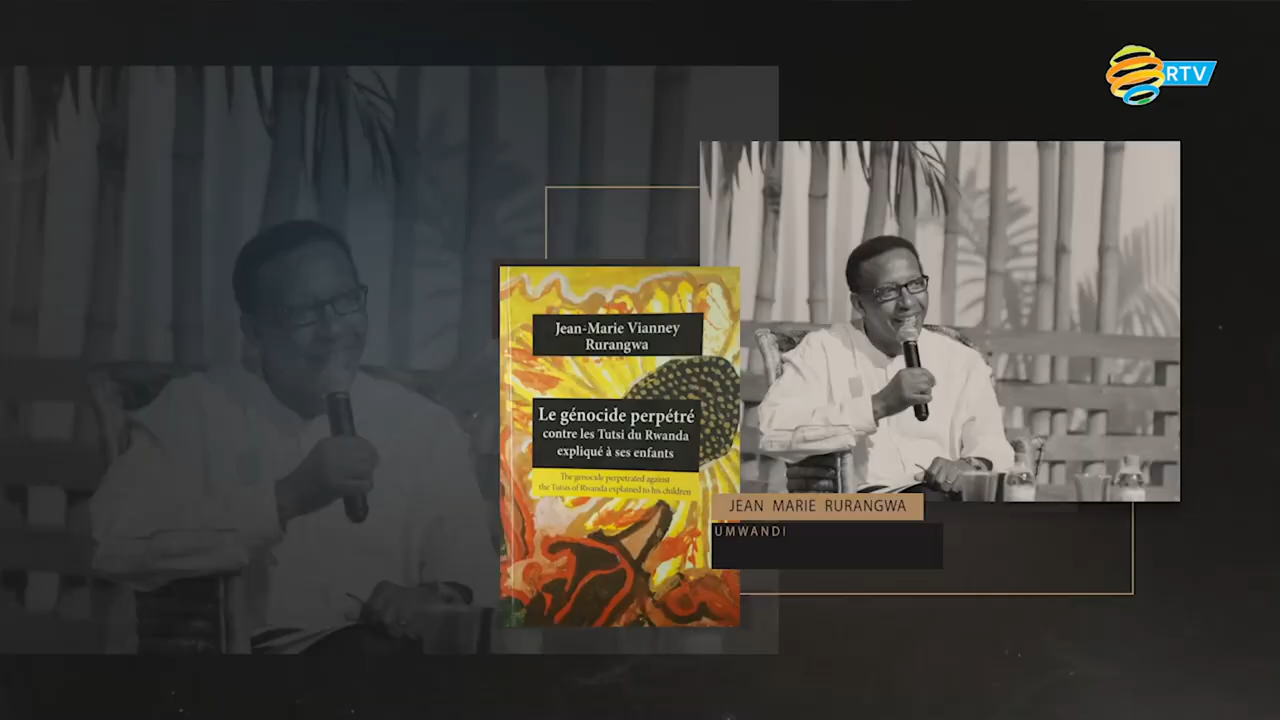 RTV
Jean-Marie Vianney
Rurangwa
Le génocide perpétré
contre les Tutsi du Rwanda
expliqué à ses enfants
The genocide perpetrated against
the Tutsis of Rwanda explained to his children
JEAN MARIE RURANGWA
UMWANDI